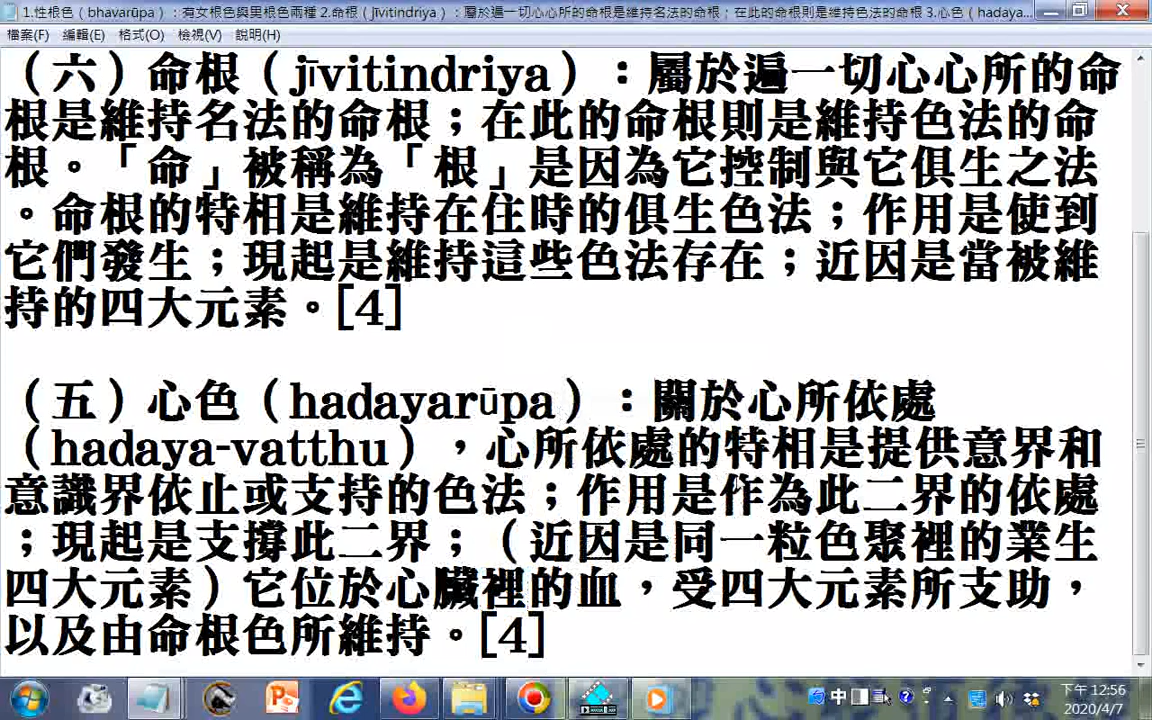 1.性根色（bhavarūpa）: 有女根色與男根色兩種 2.命根（jīvitindriya）: 屬於遍一切心心所的命根是維持名法的命根；在此的命根則是維持色法的命根 3.心色（hadaya...
檔案(F) 編輯(E) 格式(O) 檢視(V) 說明(H)
（六）命根（jīvitindriya）：屬於遍一切心心所的命
根是維持名法的命根；在此的命根則是維持色法的命
根。「命」被稱為「根」是因為它控制與它俱生之法
。命根的特相是維持在住時的俱生色法；作用是使到
它們發生；現起是維持這些色法存在；近因是當被維
持的四大元素。[4]
（五）心色（hadayarūpa）：關於心所依處
（hadaya-vatthu），心所依處的特相是提供意界和
意識界依止或支持的色法；作用是作為此二界的依處
；現起是支撐此二界；（近因是同一粒色聚裡的業生
四大元素）它位於心臟裡的血，受四大元素所支助，
以及由命根色所維持。[4]
中
下午 12:56
2020/4/7